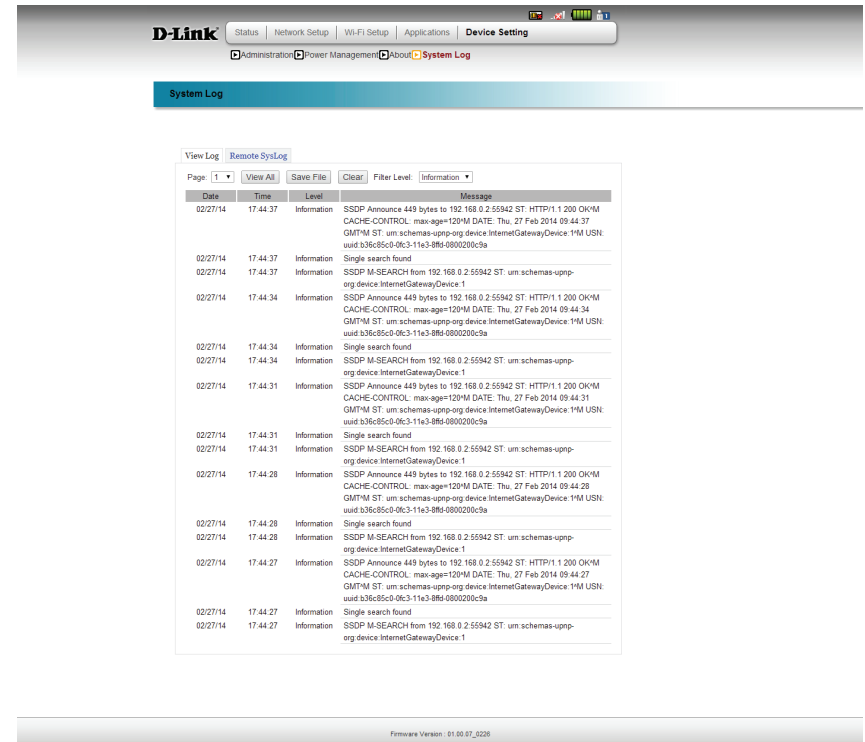 D-Link
Status Network Setup Wi-Fi Setup Applications Device Setting
Administration Power Management About System Log
System Log
View Log Remote SysLog
Page: 1 View All Save File Clear Filter Level: Information
Date Time Level Message
02/27/14 17:44:37 Information SSDP Announce 449 bytes to 192.168.0.2:55942 ST: HTTP/1.1 200 OK^M
CACHE-CONTROL: max-age=120^M DATE: Thu, 27 Feb 2014 09:44:37
GMT^M ST: urn:schemas-upnp-org:device:InternetGatewayDevice:1^M USN:
uuid:b36c85c0-0fc3-11e3-8ffd-0800200c9a
02/27/14 17:44:37 Information Single search found
02/27/14 17:44:37 Information SSDP M-SEARCH from 192.168.0.2:55942 ST: urn:schemas-upnp-
org:device:InternetGatewayDevice:1
02/27/14 17:44:34 Information SSDP Announce 449 bytes to 192.168.0.2:55942 ST: HTTP/1.1 200 OK^M
CACHE-CONTROL: max-age=120^M DATE: Thu, 27 Feb 2014 09:44:34
GMT^M ST: urn:schemas-upnp-org:device:InternetGatewayDevice:1^M USN:
uuid:b36c85c0-0fc3-11e3-8ffd-0800200c9a
02/27/14 17:44:34 Information Single search found
02/27/14 17:44:34 Information SSDP M-SEARCH from 192.168.0.2:55942 ST: urn:schemas-upnp-
org:device:InternetGatewayDevice:1
02/27/14 17:44:31 Information SSDP Announce 449 bytes to 192.168.0.2:55942 ST: HTTP/1.1 200 OK^M
CACHE-CONTROL: max-age=120^M DATE: Thu, 27 Feb 2014 09:44:31
GMT^M ST: urn:schemas-upnp-org:device:InternetGatewayDevice:1^M USN:
uuid:b36c85c0-0fc3-11e3-8ffd-0800200c9a
02/27/14 17:44:31 Information Single search found
02/27/14 17:44:31 Information SSDP M-SEARCH from 192.168.0.2:55942 ST: urn:schemas-upnp-
org:device:InternetGatewayDevice:1
02/27/14 17:44:28 Information SSDP Announce 449 bytes to 192.168.0.2:55942 ST: HTTP/1.1 200 OK^M
CACHE-CONTROL: max-age=120^M DATE: Thu, 27 Feb 2014 09:44:28
GMT^M ST: urn:schemas-upnp-org:device:InternetGatewayDevice:1^M USN:
uuid:b36c85c0-0fc3-11e3-8ffd-0800200c9a
02/27/14 17:44:28 Information Single search found
02/27/14 17:44:28 Information SSDP M-SEARCH from 192.168.0.2:55942 ST: urn:schemas-upnp-
org:device:InternetGatewayDevice:1
02/27/14 17:44:27 Information SSDP Announce 449 bytes to 192.168.0.2:55942 ST: HTTP/1.1 200 OK^M
CACHE-CONTROL: max-age=120^M DATE: Thu, 27 Feb 2014 09:44:27
GMT^M ST: urn:schemas-upnp-org:device:InternetGatewayDevice:1^M USN:
uuid:b36c85c0-0fc3-11e3-8ffd-0800200c9a
02/27/14 17:44:27 Information Single search found
02/27/14 17:44:27 Information SSDP M-SEARCH from 192.168.0.2:55942 ST: urn:schemas-upnp-
org:device:InternetGatewayDevice:1
Firmware Version : 01.00.07_0226